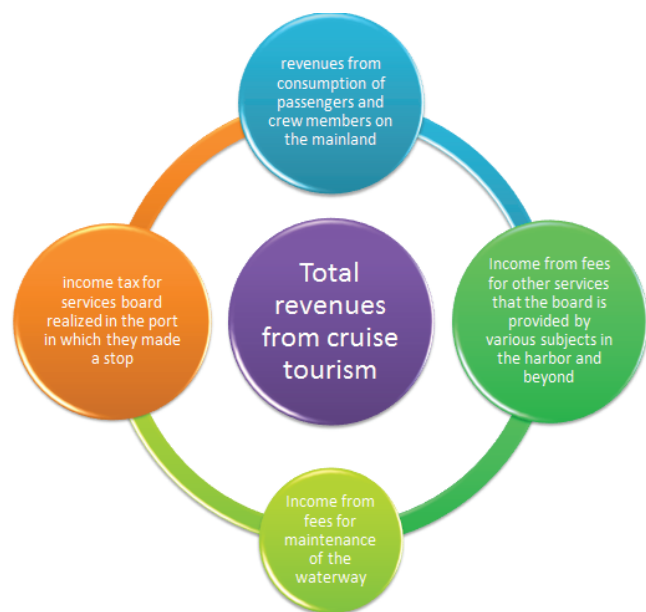 revenues from
consumption of
passengers and
crew members on
the mainland
income tax for
services board
realized in the port
in which they made
a stop
Total
revenues
from cruise
tourism
Income from fees
for other services
that the board is
provided by
various subjects in
the harbor and
beyond
Income from
fees for
maintenance
of the
waterway